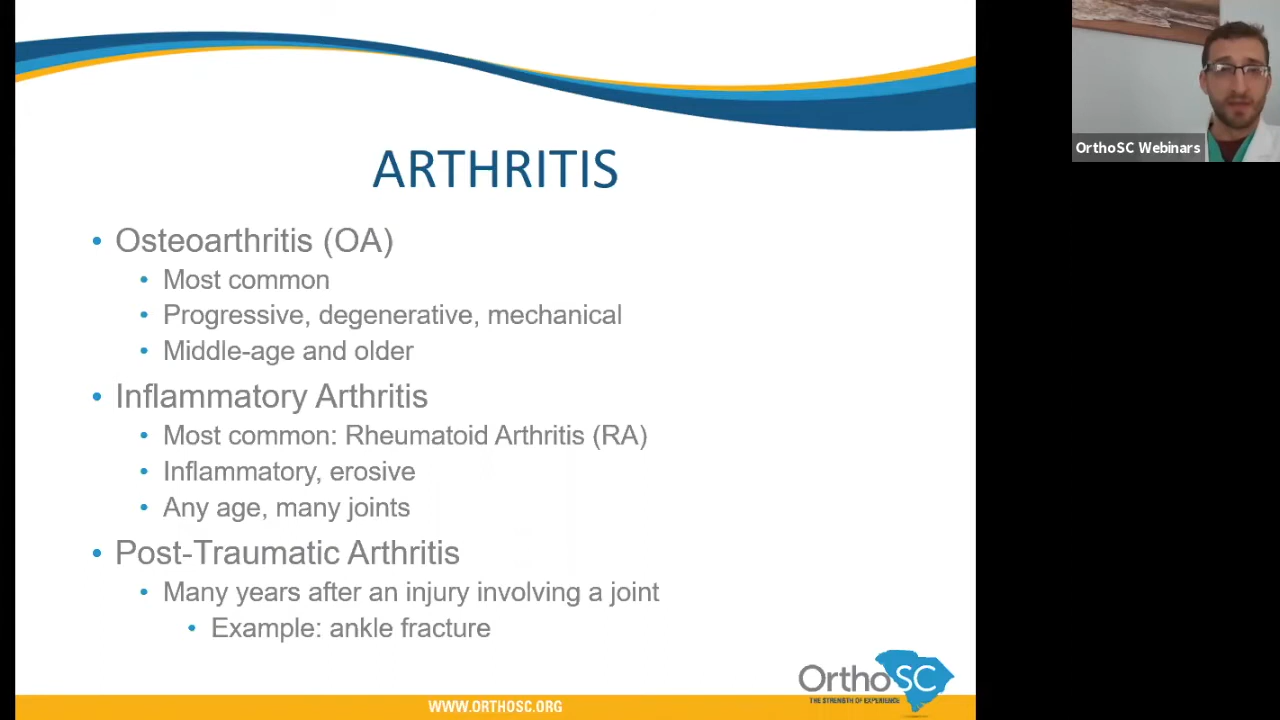 ARTHRITIS
• Osteoarthritis (OA)
• Most common
• Progressive, degenerative, mechanical
• Middle-age and older
• Inflammatory Arthritis
• Most common: Rheumatoid Arthritis (RA)
• Inflammatory, erosive
• Any age, many joints
• Post-Traumatic Arthritis
• Many years after an injury involving a joint
• Example: ankle fracture
OrthoSC
THE STRENGTH OF EXPERIENCE
WWW.ORTHOSC.ORG
OrthoSC Webinars